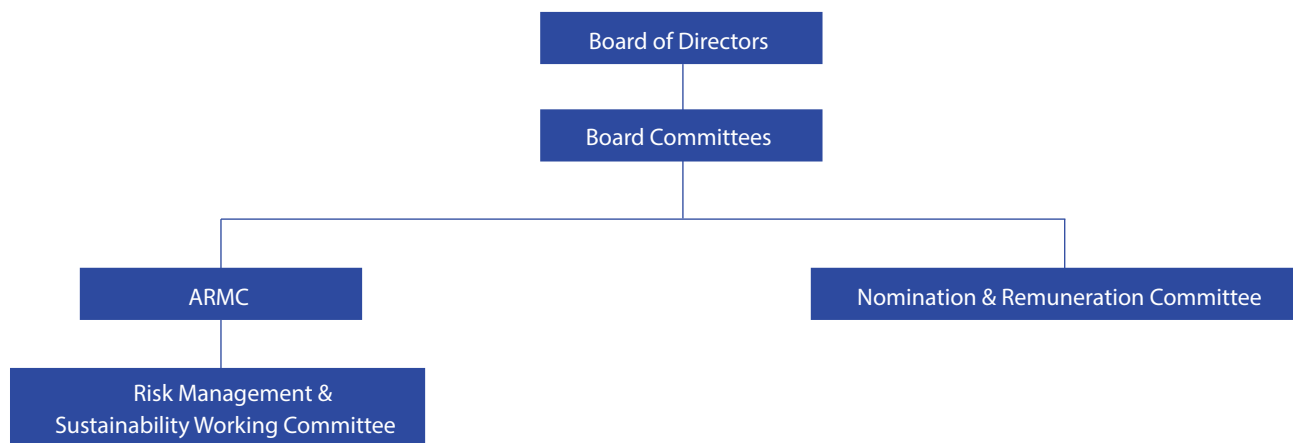 Board of Directors
Board Committees
ARMC
Nomination & Remuneration Committee
Risk Management &
Sustainability Working Committee